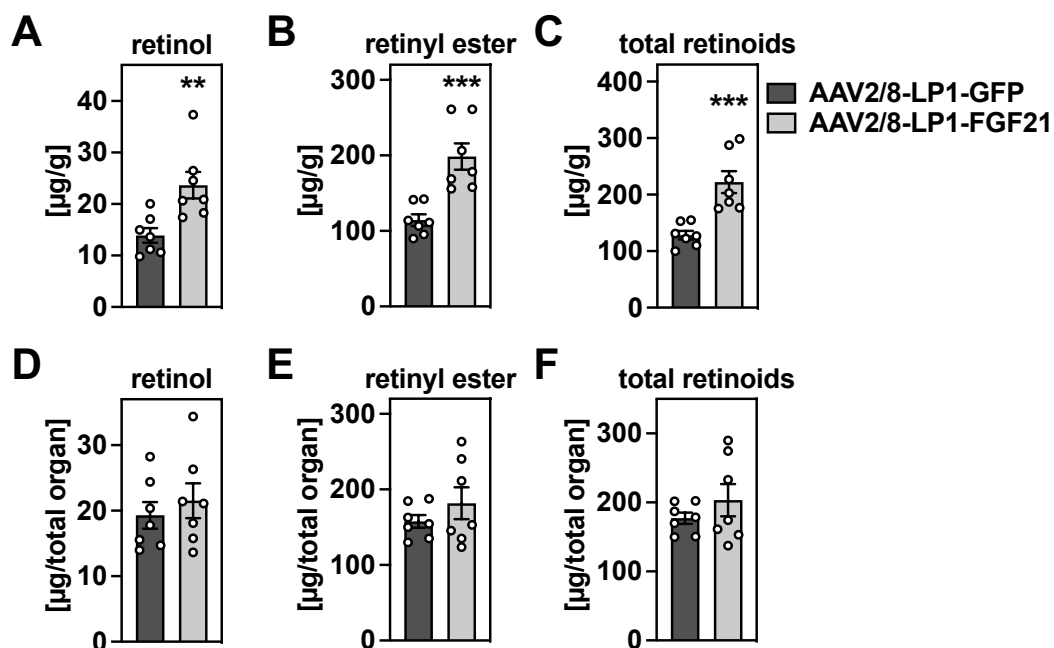 A
retinol
**
[µg/g]
40
30
20
10
0
B
retinyl ester
***
[µg/g]
300
200
100
0
C
total retinoids
***
[µg/g]
400
300
200
100
0
AAV2/8-LP1-GFP
AAV2/8-LP1-FGF21
D
retinol
[µg/total organ]
30
20
10
0
E
retinyl ester
[µg/total organ]
300
200
100
0
F
total retinoids
[µg/total organ]
300
200
100
0